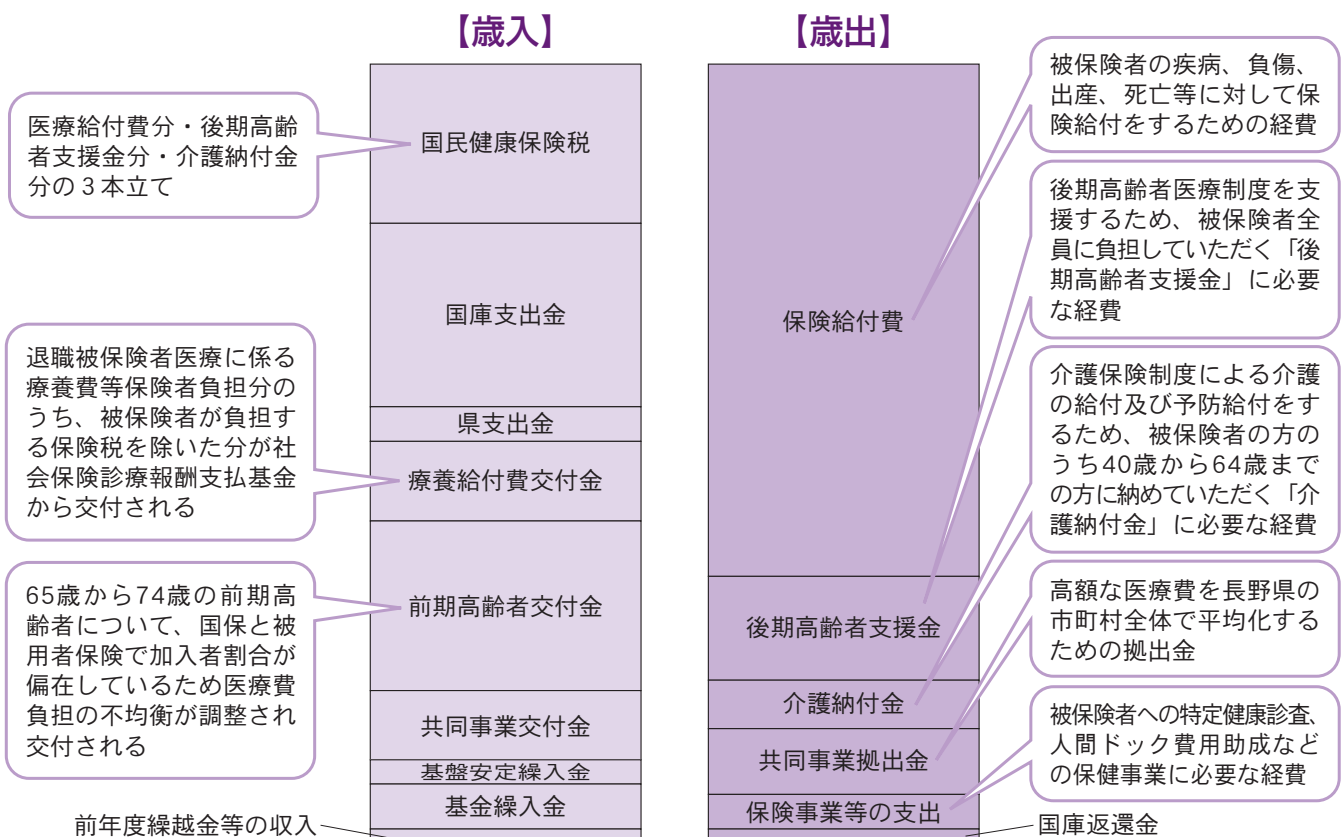 【歳入】
【歳出】
医療給付費分・後期高齢
者支援金分・介護納付金
分の３本立て
退職被保険者医療に係る
療養費等保険者負担分の
うち、被保険者が負担す
る保険税を除いた分が社
会保険診療報酬支払基金
から交付される
65歳から74歳の前期高
齢者について、国保と被
用者保険で加入者割合が
偏在しているため医療費
負担の不均衡が調整され
交付される
前年度繰越金等の収入
国民健康保険税
国庫支出金
県支出金
療養給付費交付金
前期高齢者交付金
共同事業交付金
基盤安定繰入金
基金繰入金
保険給付費
後期高齢者支援金
介護納付金
共同事業拠出金
保険事業等の支出
被保険者の疾病、負傷、
出産、死亡等に対して保
険給付をするための経費
後期高齢者医療制度を支
援するため、被保険者全
員に負担していただく「後
期高齢者支援金」に必要
な経費
介護保険制度による介護
の給付及び予防給付をす
るため、被保険者の方の
うち40歳から64歳まで
の方に納めていただく「介
護納付金」に必要な経費
高額な医療費を長野県の
市町村全体で平均化する
ための拠出金
被保険者への特定健康診査、
人間ドック費用助成など
の保健事業に必要な経費
国庫返還金